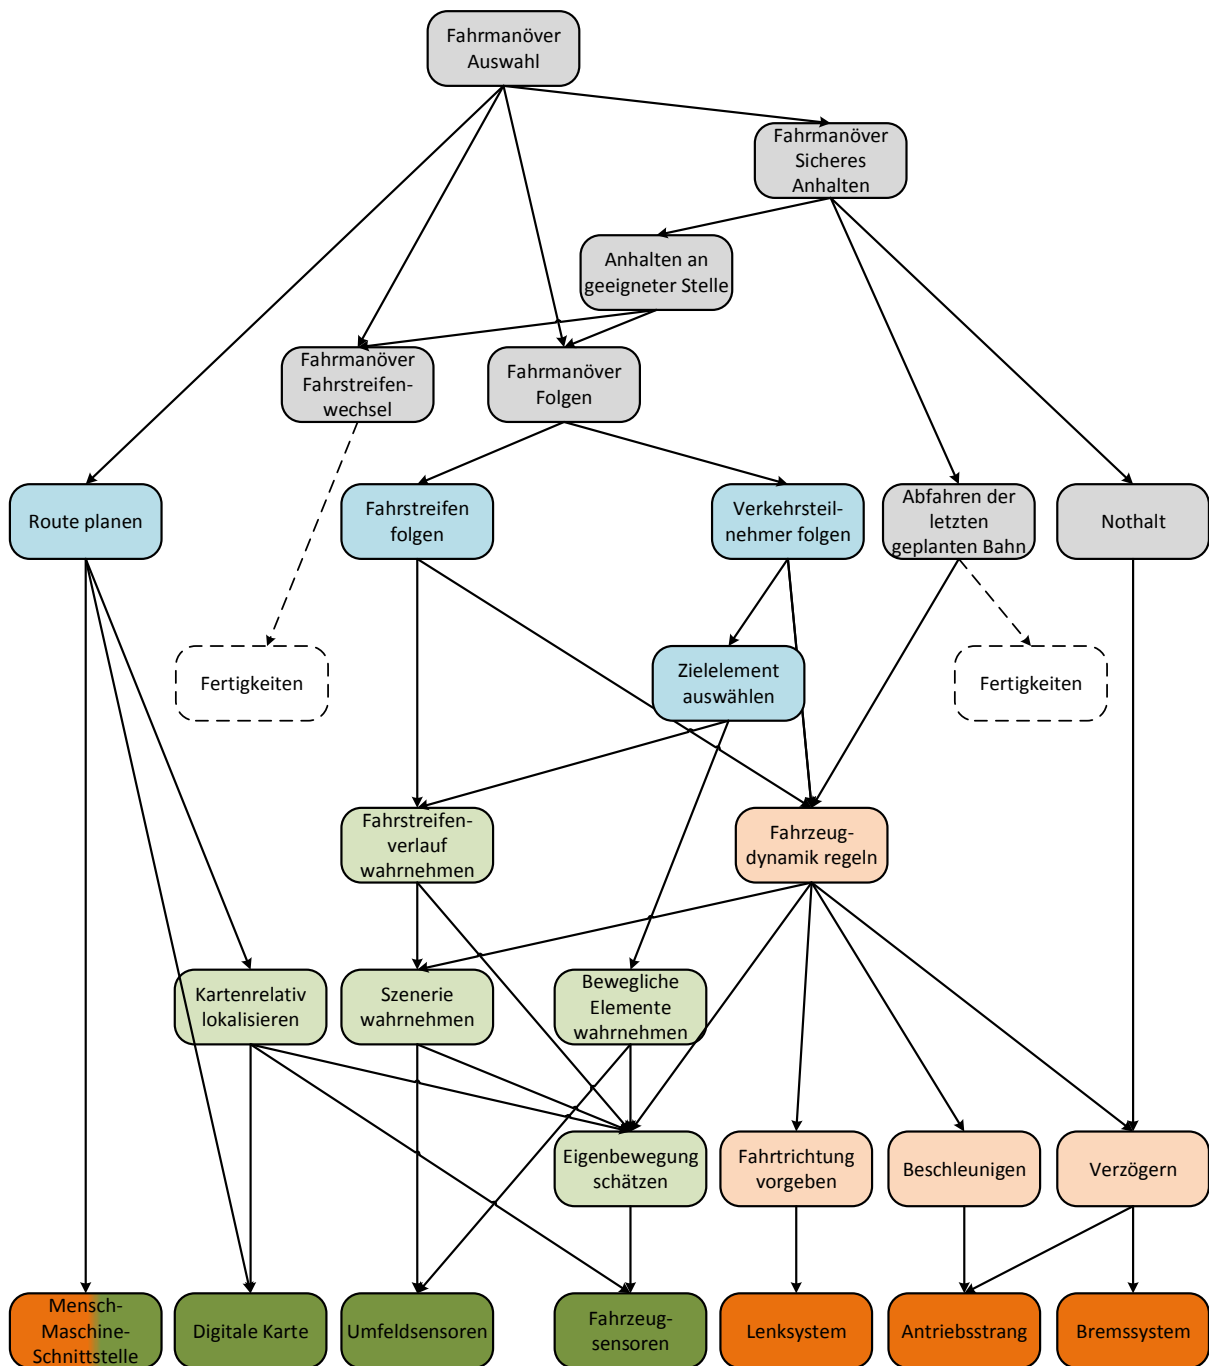 Fahrmanöver
Auswahl
Fahrmanöver
Sicheres
Anhalten
Anhalten an
geeigneter Stelle
Fahrmanöver
Fahrstreifen-
wechsel
Fahrmanöver
Folgen
Route planen
Fahrstreifen
folgen
Verkehrsteil-
nehmer folgen
Abfahren der
letzten
geplanten Bahn
Nothalt
Fertigkeiten
Zielelement
auswählen
Fertigkeiten
Fahrstreifen-
verlauf
wahrnehmen
Fahrzeug-
dynamik regeln
Kartenrelativ
lokalisieren
Szenerie
wahrnehmen
Bewegliche
Elemente
wahrnehmen
Eigenbewegung
schätzen
Fahrtrichtung
vorgeben
Beschleunigen
Verzögern
Mensch-
Maschine-
Schnittstelle
Digitale Karte
Umfeldsensoren
Fahrzeug-
sensoren
Lenksystem
Antriebsstrang
Bremssystem